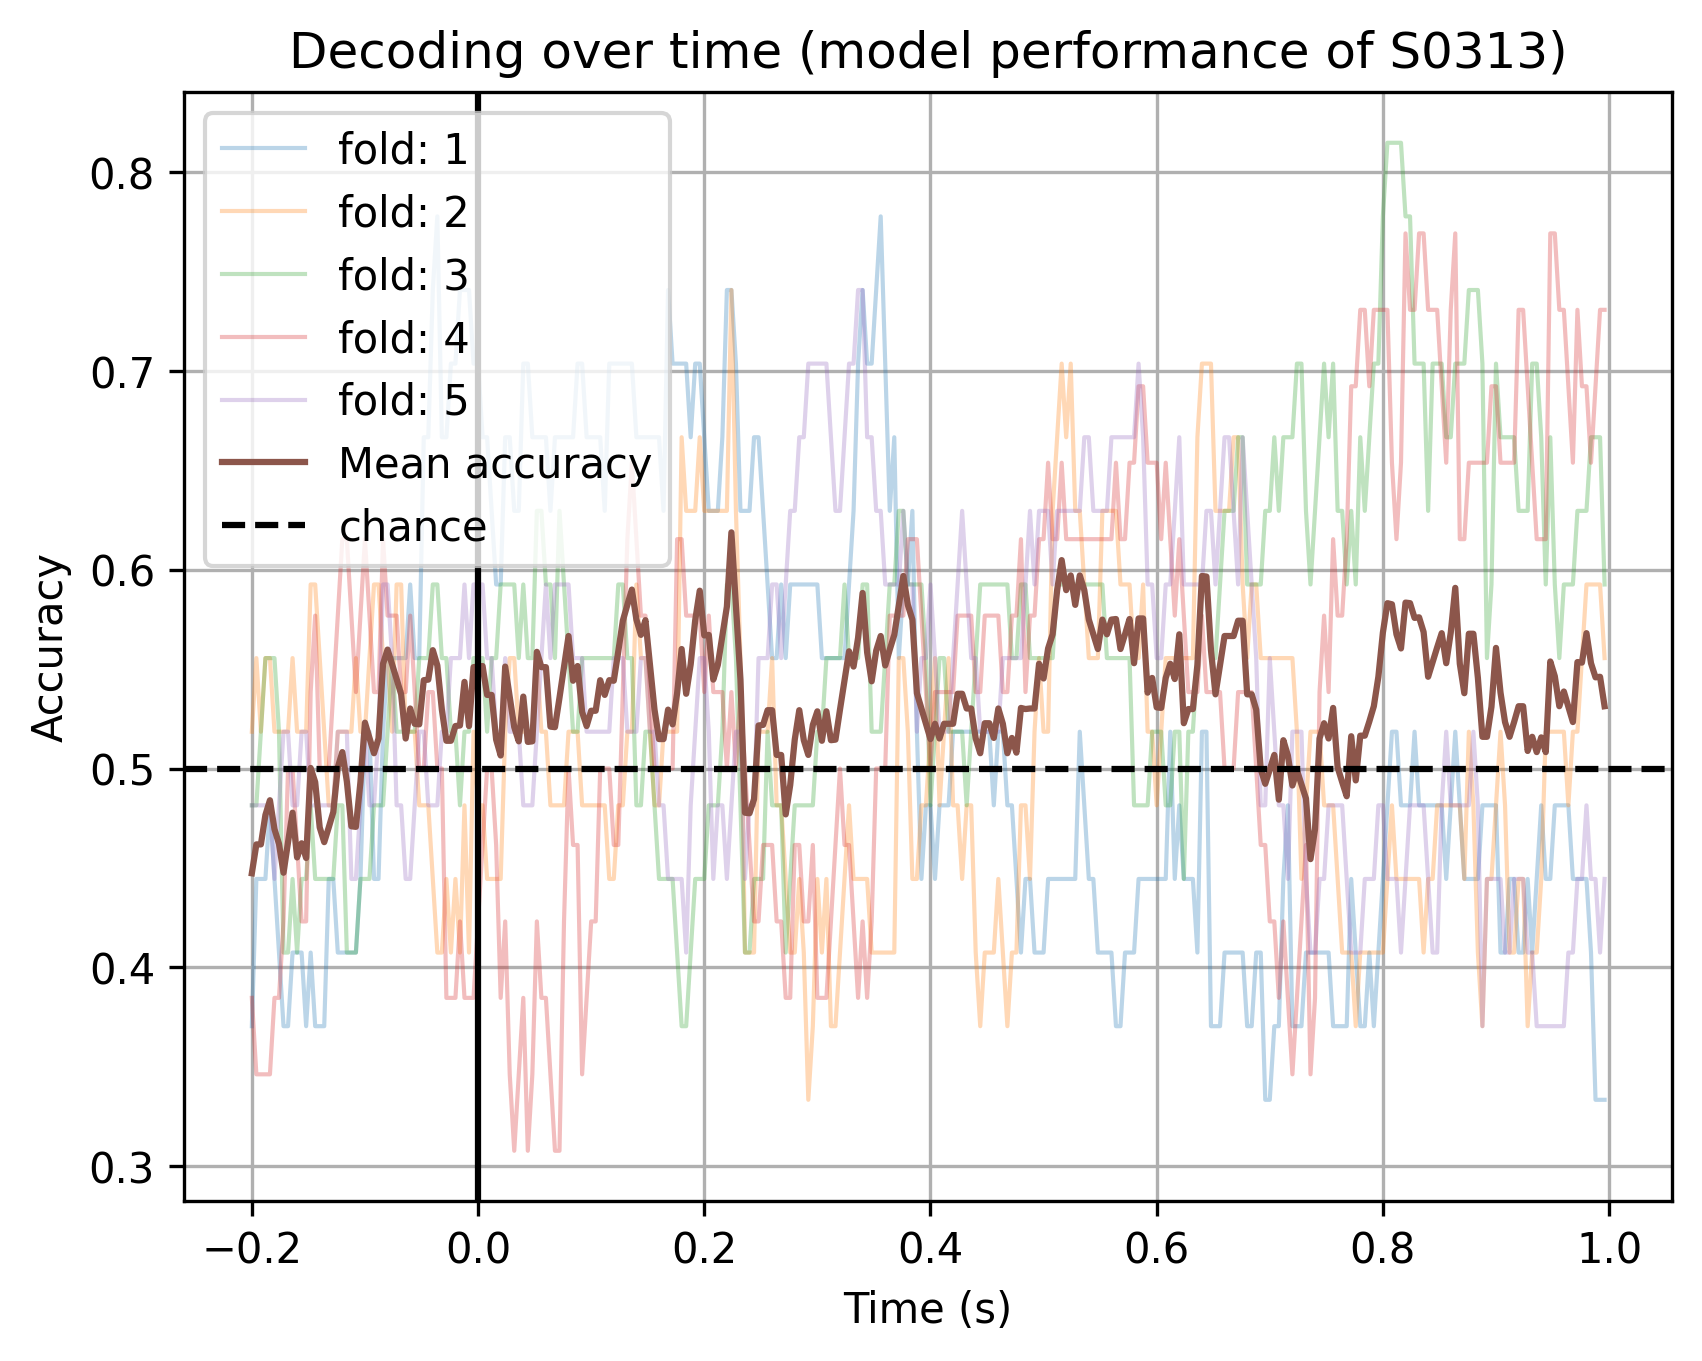 Decoding over time (model performance of S0313)
fold: 1
fold: 2
fold: 3
fold: 4
fold: 5
Mean accuracy
chance
Accuracy
0.8
0.7
0.6
0.5
0.4
0.3
−0.2 0.0 0.2 0.4 0.6 0.8 1.0
Time (s)